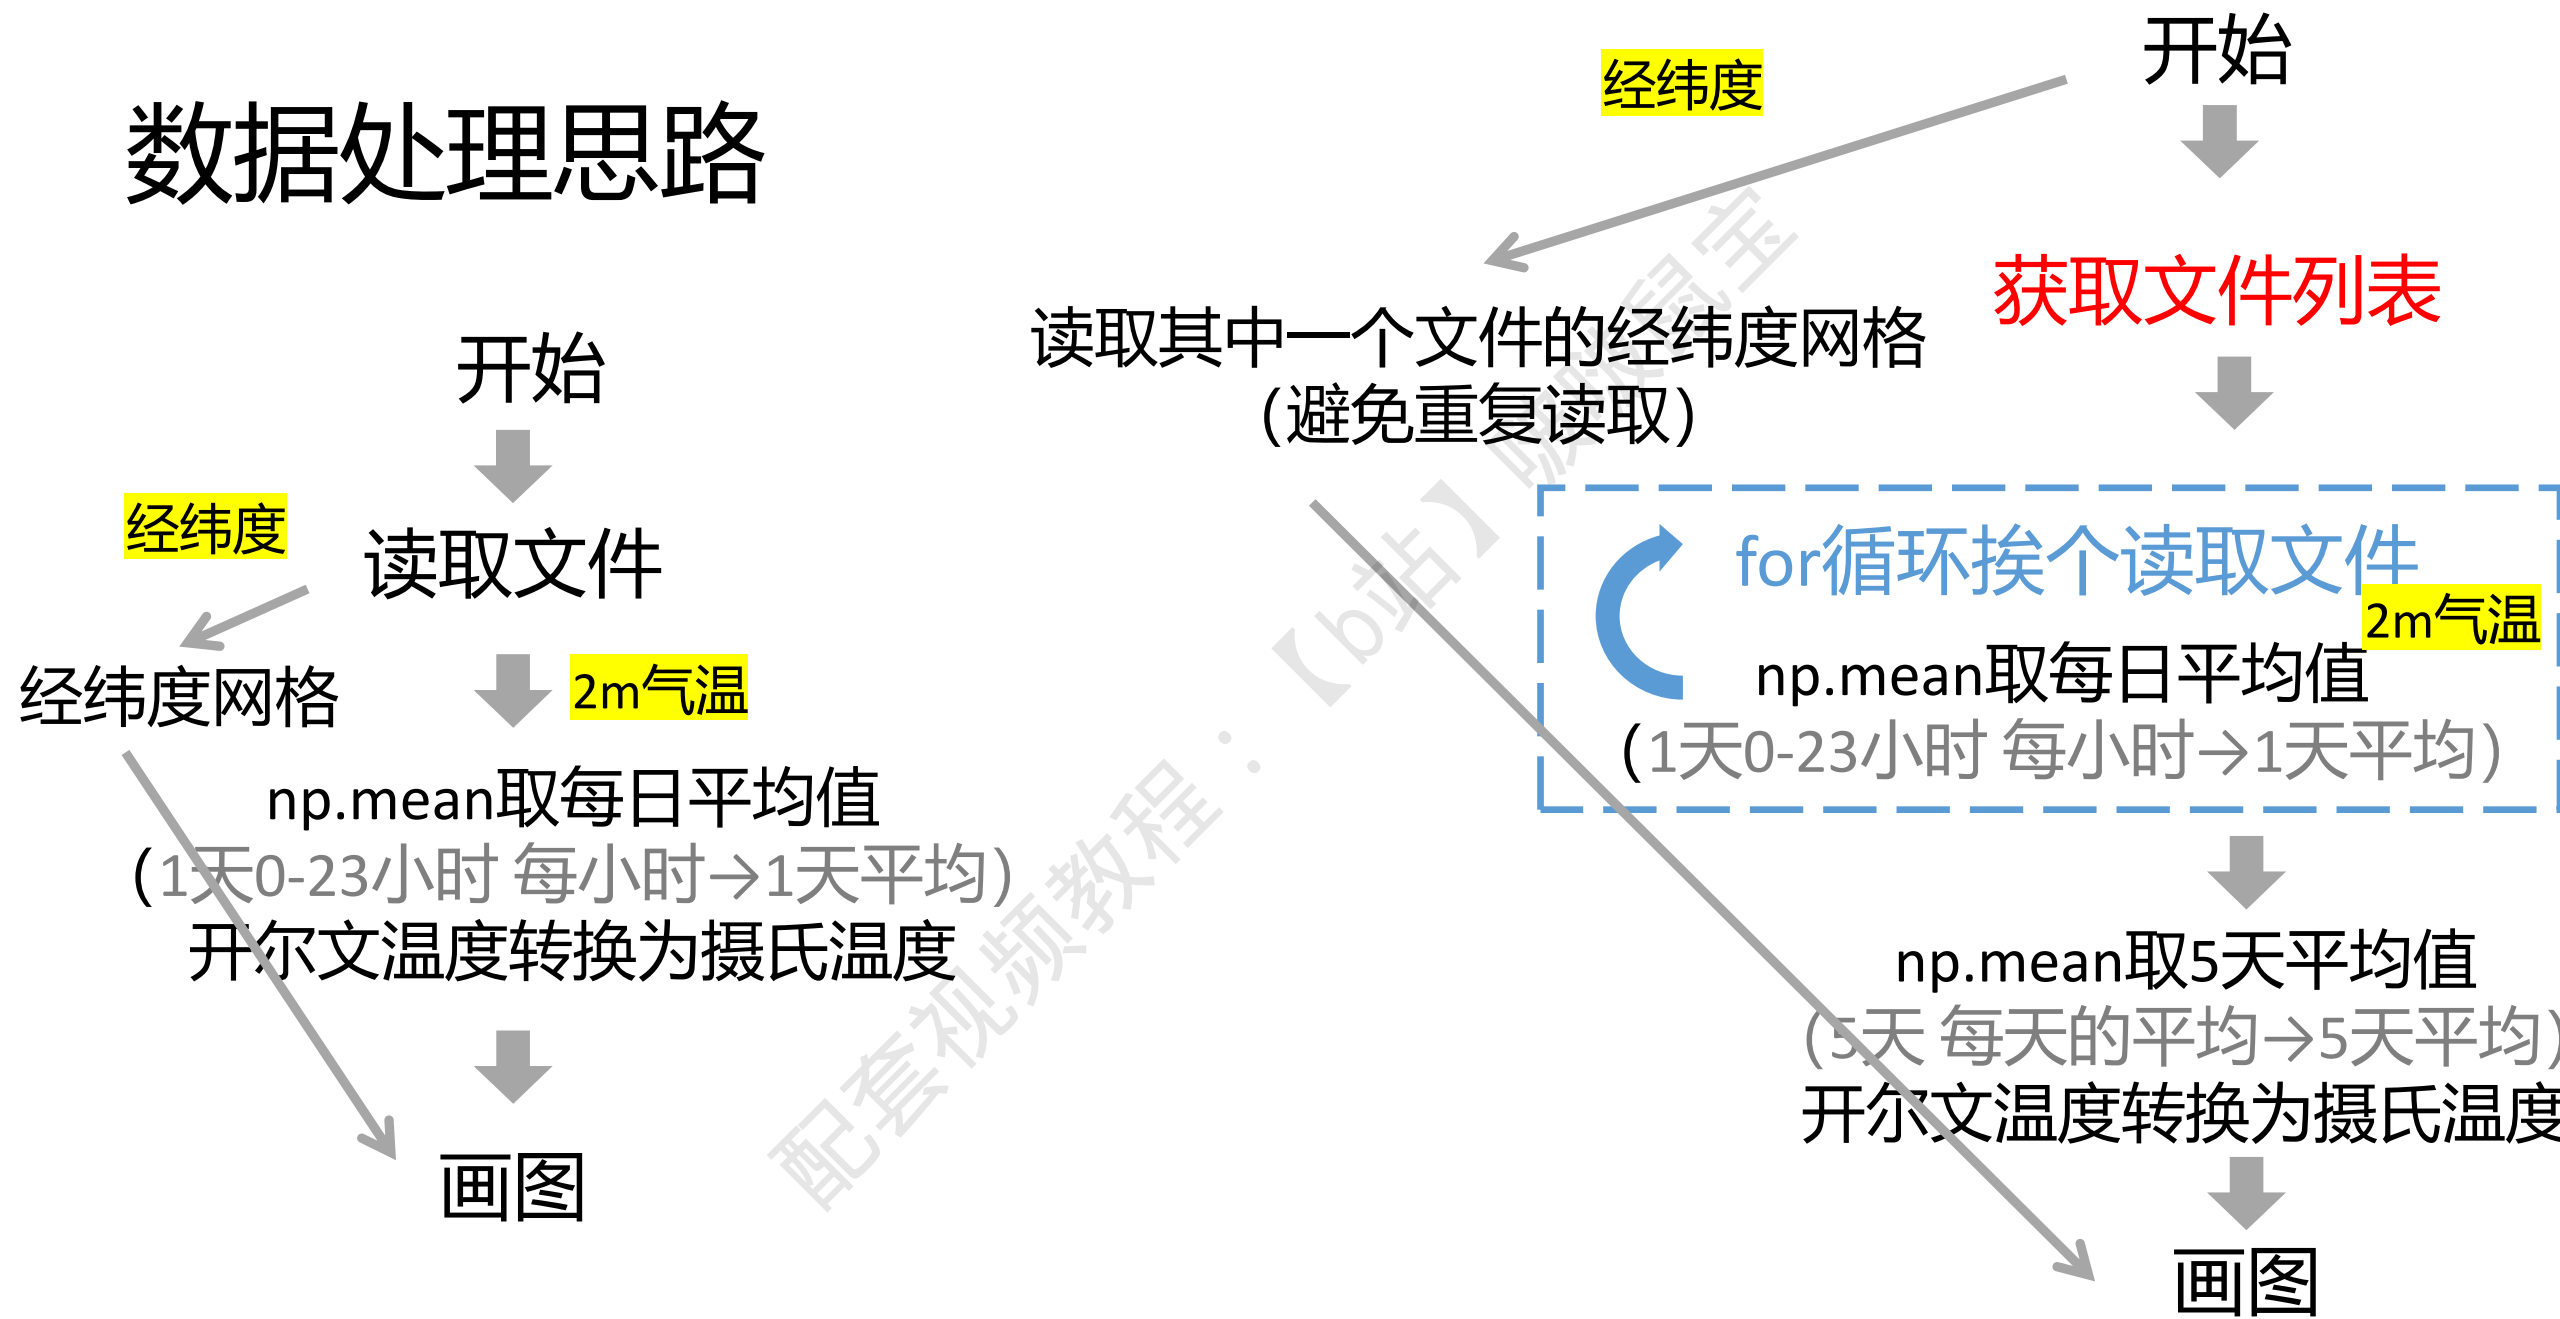 数据处理思路
开始
经纬度
读取文件
经纬度网格
2m气温
np.mean取每日平均值
(1天0-23小时 每小时→1天平均)
开尔文温度转换为摄氏温度
画图
开始
经纬度
获取文件列表
读取其中一个文件的经纬度网格
(避免重复读取)
for循环挨个读取文件
2m气温
np.mean取每日平均值
(1天0-23小时 每小时→1天平均)
np.mean取5天平均值
(5天 每天的平均→5天平均)
开尔文温度转换为摄氏温度
画图
配套视频教程：【b站】啾啾鼠宝